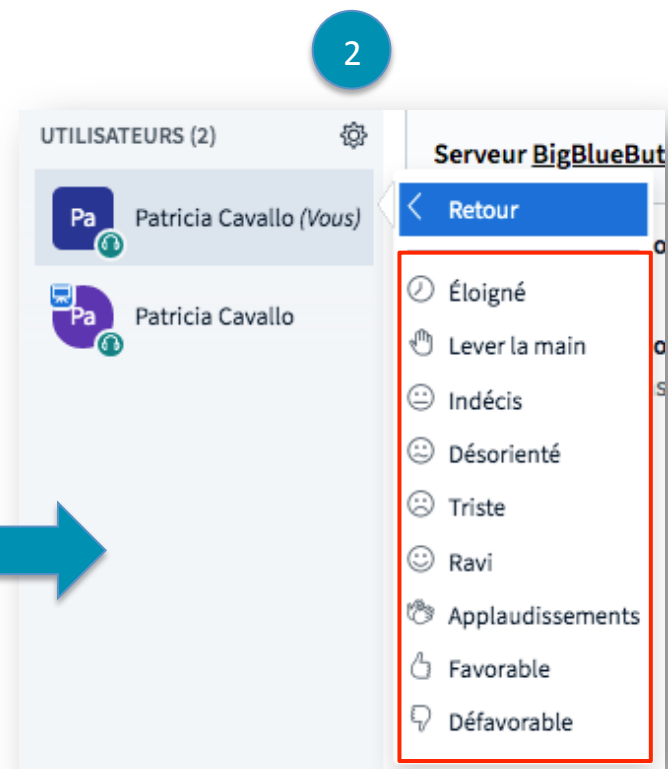 2
UTILISATEURS (2)
Serveur BigBlueBut
Pa Patricia Cavallo (Vous)
Retour
Pa Patricia Cavallo
Éloigné
Lever la main
Indécis
Désorienté
Triste
Ravi
Applaudissements
Favorable
Défavorable